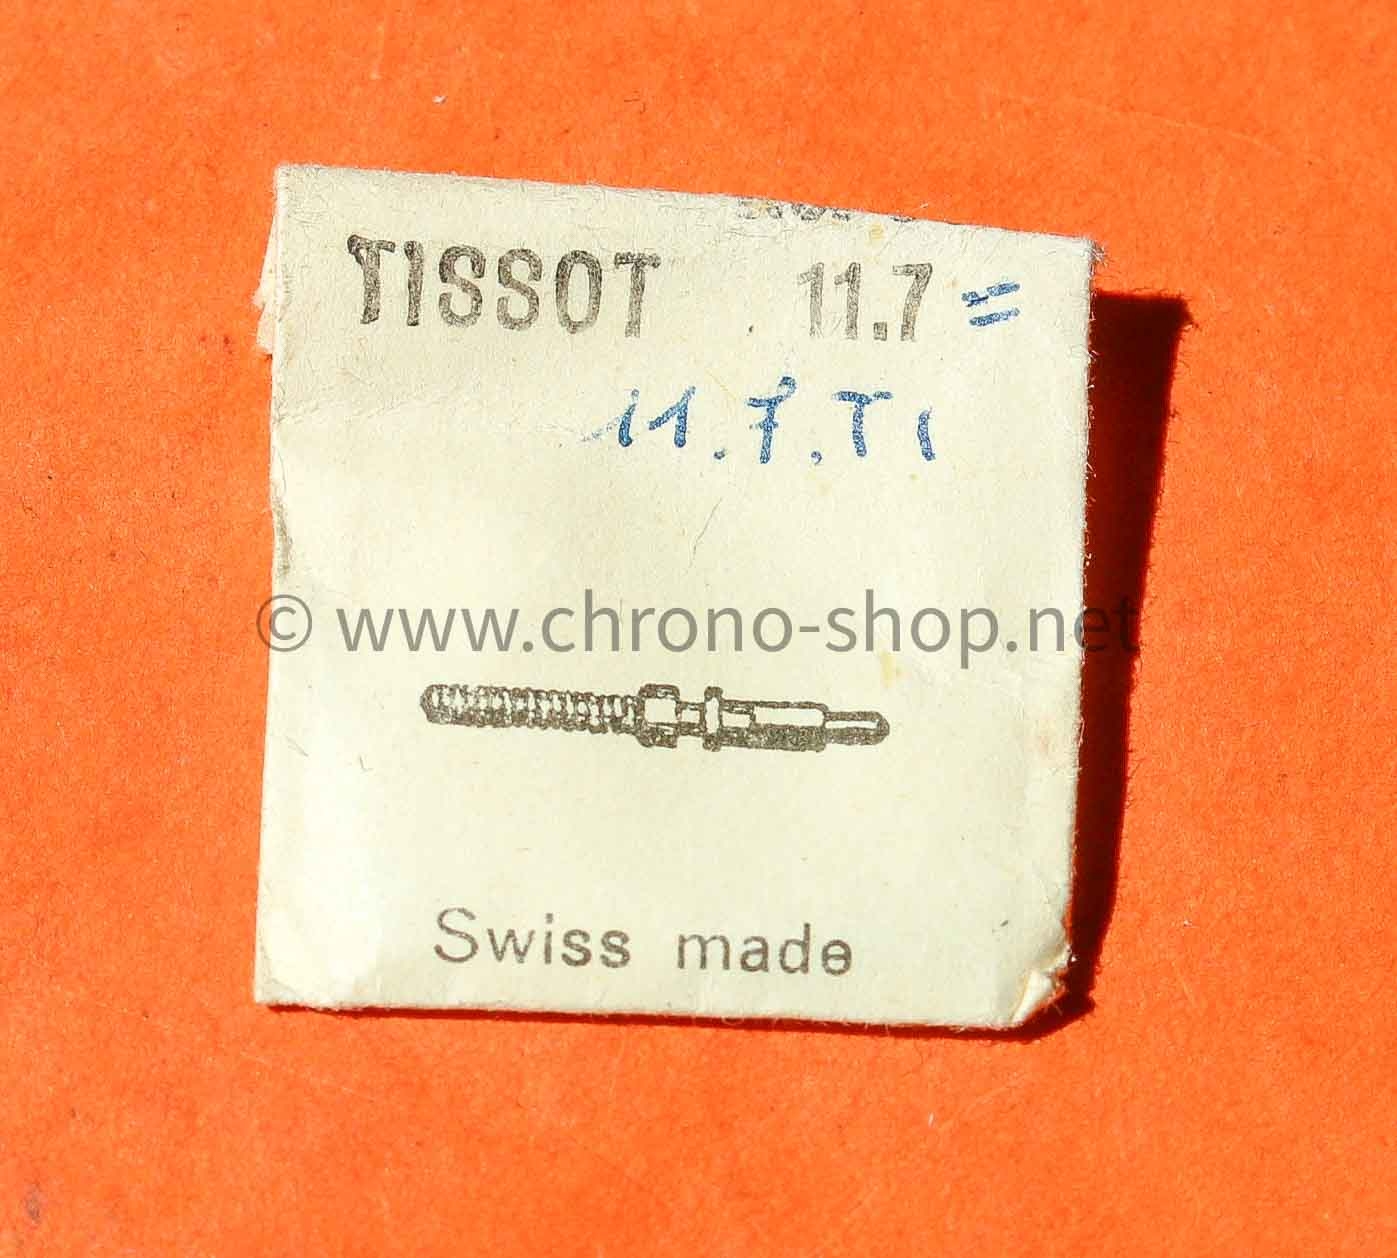 TISSOT 11.7 =
11.7.T1
© www.chrono-shop.net
Swiss made